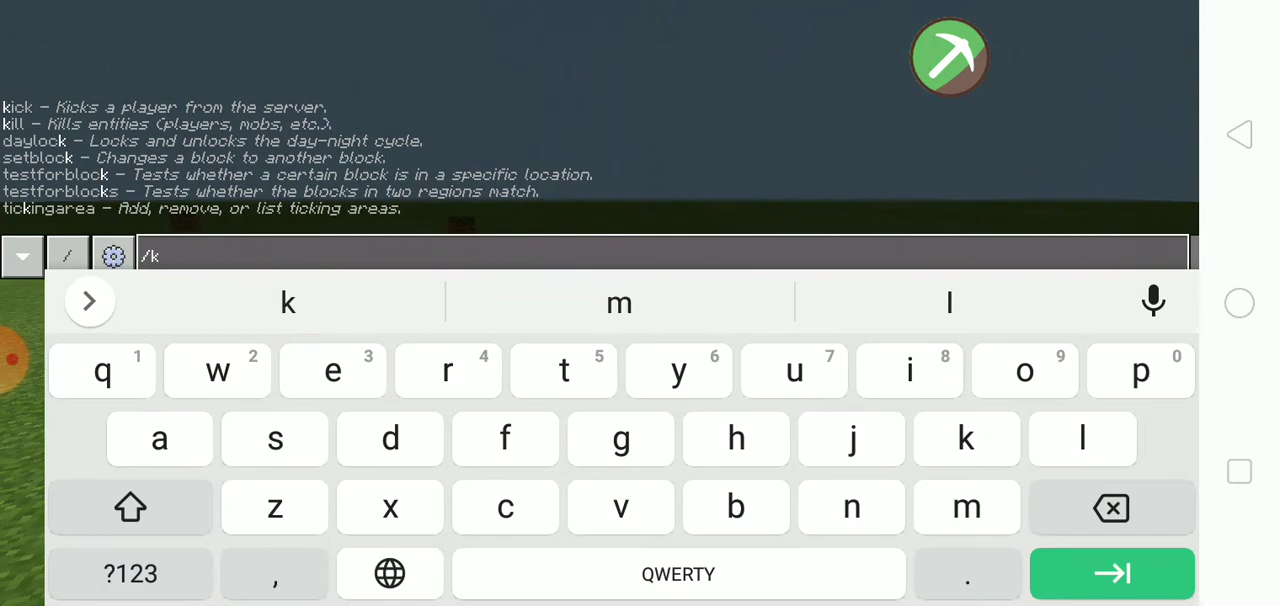 kick - Kicks a player from the server.
kill - Kills entities (players, mobs, etc.).
daylock - Locks and unlocks the day-night cycle.
setblock - Changes a block to another block.
testforblock - Tests whether a certain block is in a specific location.
testforblocks - Tests whether the blocks in two regions match.
tickingarea - Add, remove, or list ticking areas.
/ /k
k m l
q 1 w 2 e 3 r 4 t 5 y 6 u 7 i 8 o 9 p 0
a s d f g h j k l
z x c v b n m
?123 , QWERTY .